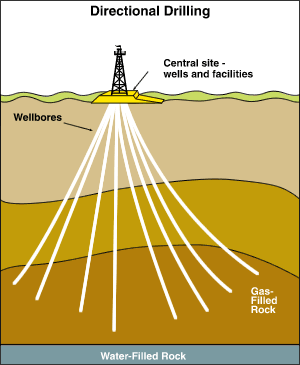 Directional Drilling
Central site -
wells and facilities
Wellbores
Gas-
Filled
Rock
Water-Filled Rock